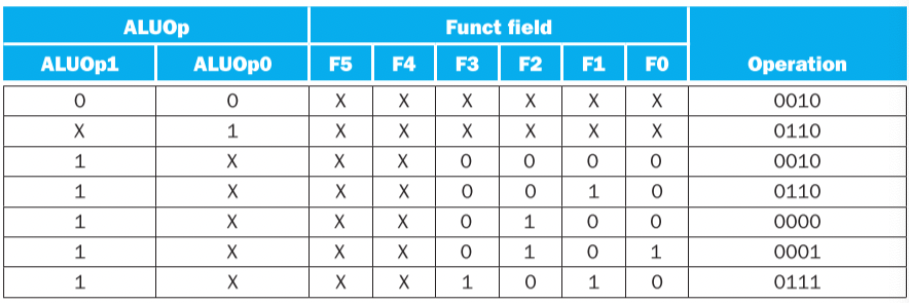 ALUOp Funct field
ALUOp1 ALUOp0 F5 F4 F3 F2 F1 F0 Operation
0 0 X X X X X X 0010
X 1 X X X X X X 0110
1 X X X 0 0 0 0 0010
1 X X X 0 0 1 0 0110
1 X X X 0 1 0 0 0000
1 X X X 0 1 0 1 0001
1 X X X 1 0 1 0 0111